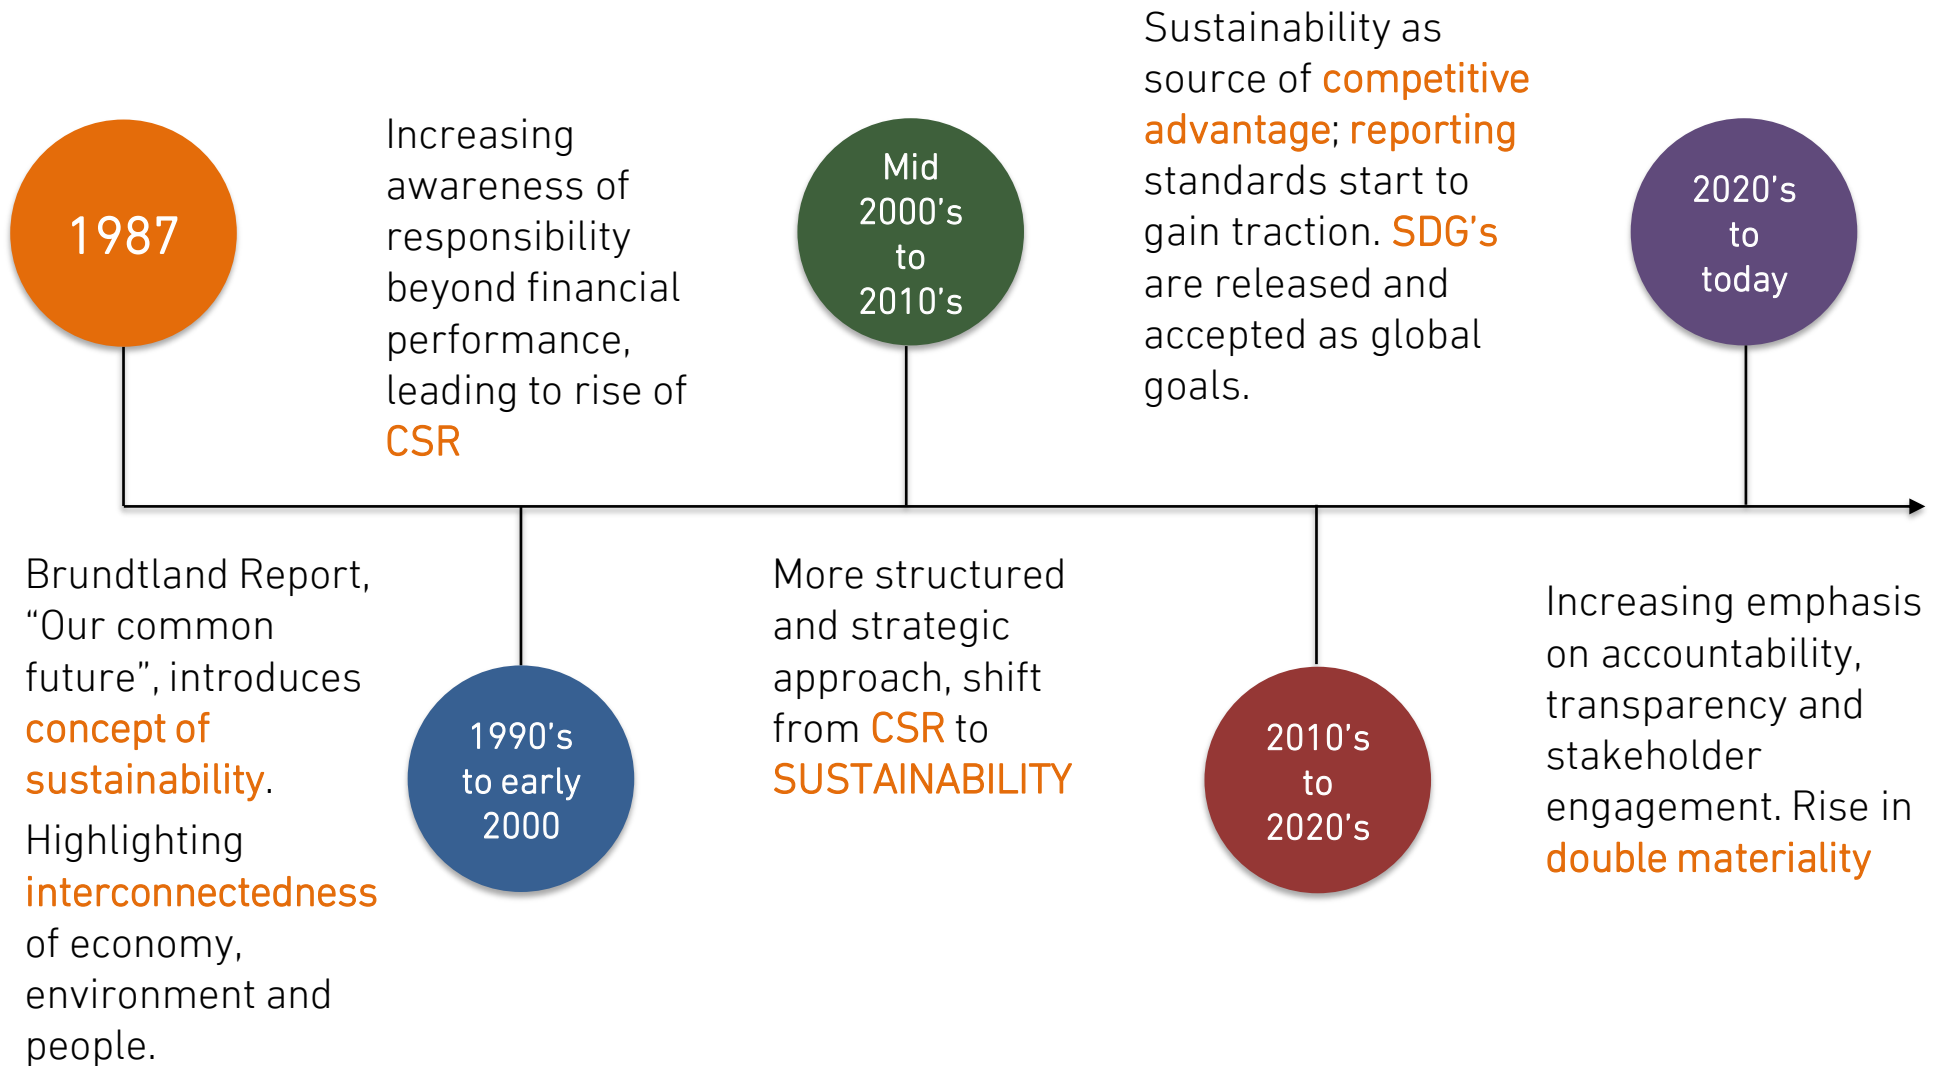 1987
Brundtland Report,
“Our common
future”, introduces
concept of
sustainability.
Highlighting
interconnectedness
of economy,
environment and
people.
Increasing
awareness of
responsibility
beyond financial
performance,
leading to rise of
CSR
1990’s
to early
2000
Mid
2000’s
to
2010’s
More structured
and strategic
approach, shift
from CSR to
SUSTAINABILITY
Sustainability as
source of competitive
advantage; reporting
standards start to
gain traction. SDG’s
are released and
accepted as global
goals.
2010’s
to
2020’s
2020’s
to
today
Increasing emphasis
on accountability,
transparency and
stakeholder
engagement. Rise in
double materiality